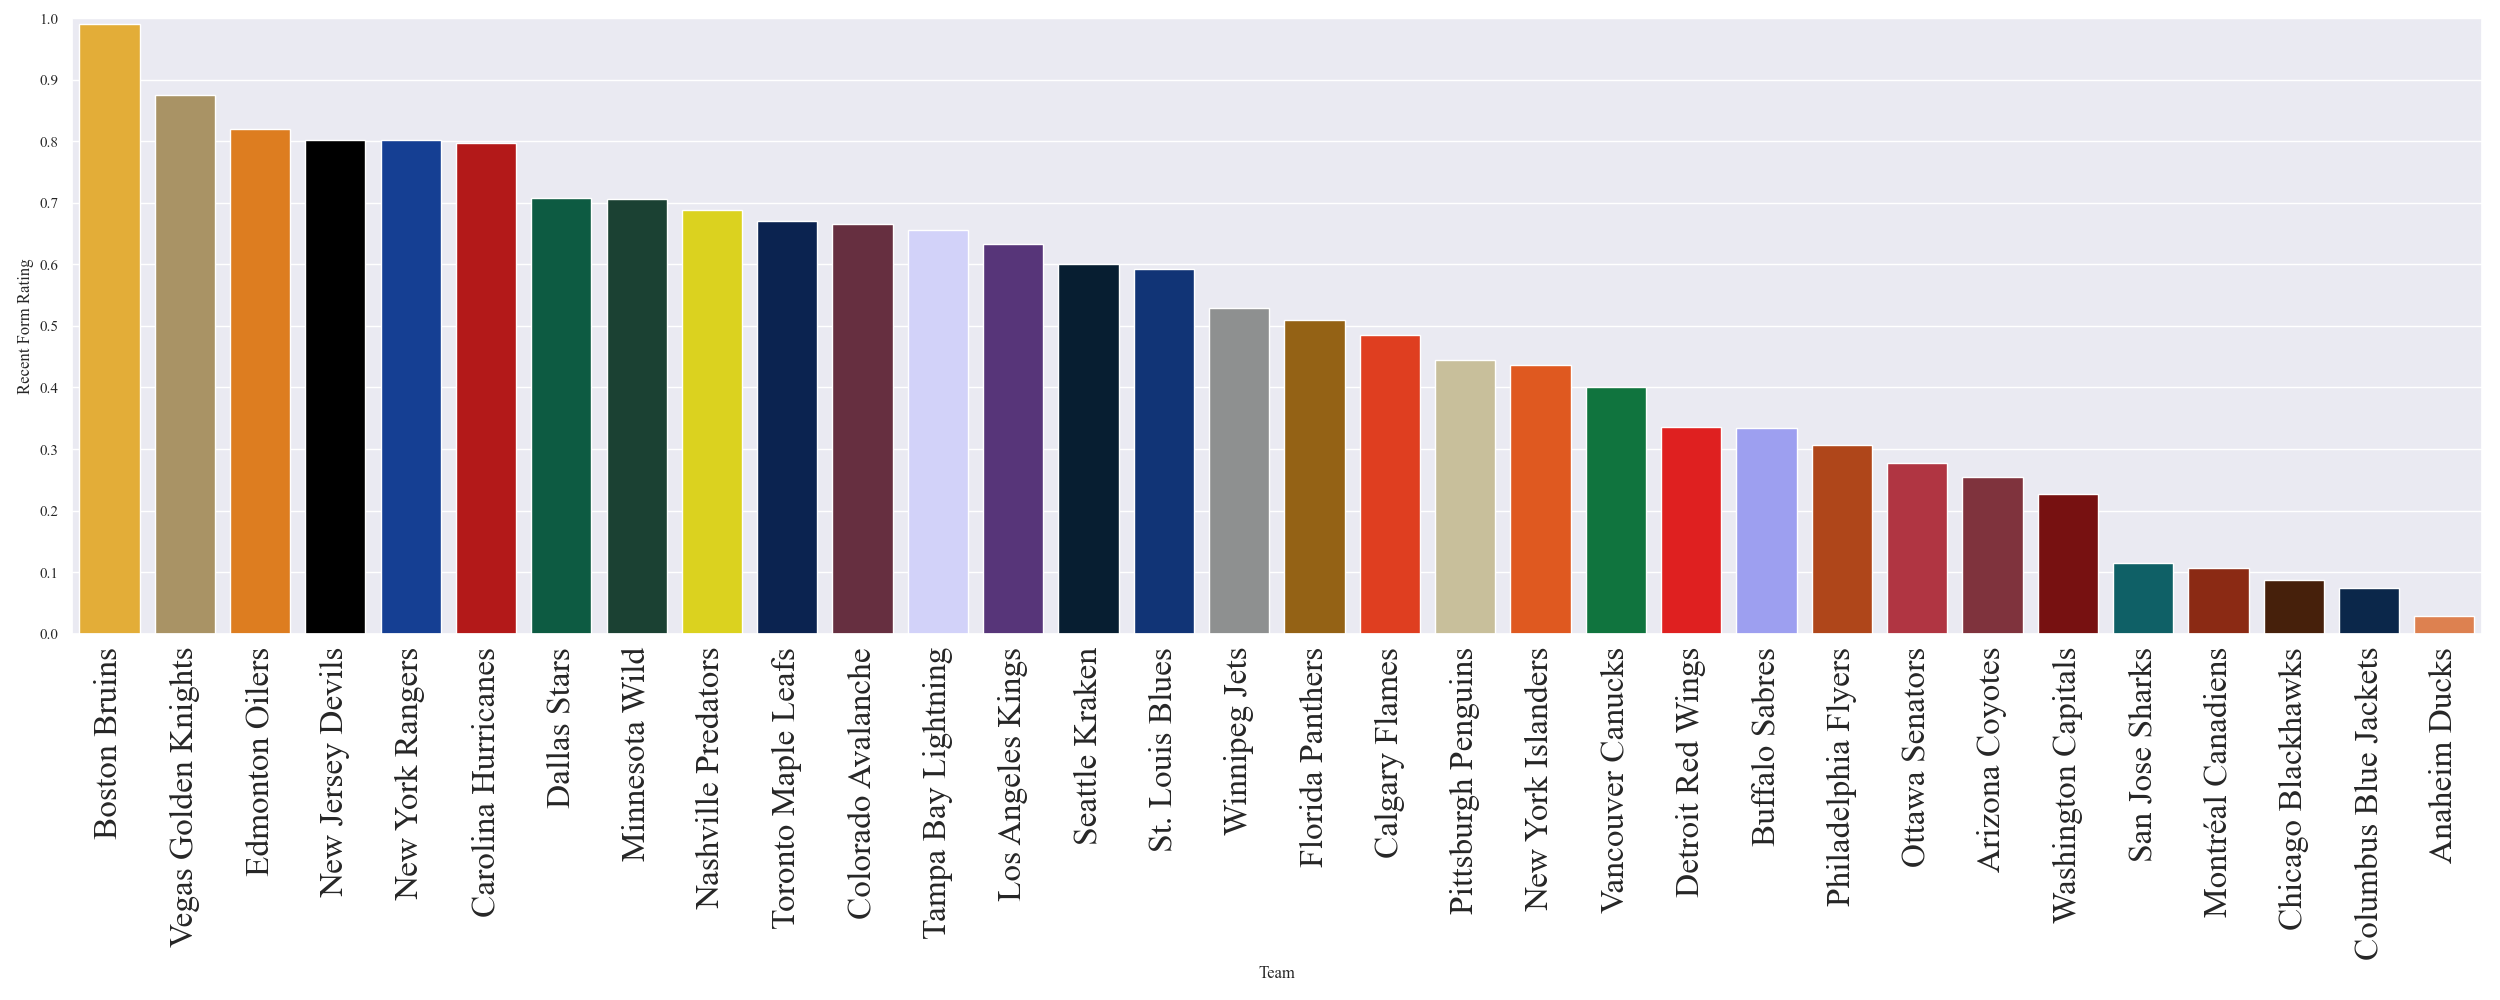 1.0
0.9
0.8
0.7
0.6
0.5
0.4
0.3
0.2
0.1
0.0
Recent Form Rating
Boston Bruins
Vegas Golden Knights
Edmonton Oilers
New Jersey Devils
New York Rangers
Carolina Hurricanes
Dallas Stars
Minnesota Wild
Nashville Predators
Toronto Maple Leafs
Colorado Avalanche
Tampa Bay Lightning
Los Angeles Kings
Seattle Kraken
St. Louis Blues
Winnipeg Jets
Florida Panthers
Calgary Flames
Pittsburgh Penguins
New York Islanders
Vancouver Canucks
Detroit Red Wings
Buffalo Sabres
Philadelphia Flyers
Ottawa Senators
Arizona Coyotes
Washington Capitals
San Jose Sharks
Montréal Canadiens
Chicago Blackhawks
Columbus Blue Jackets
Anaheim Ducks
Team